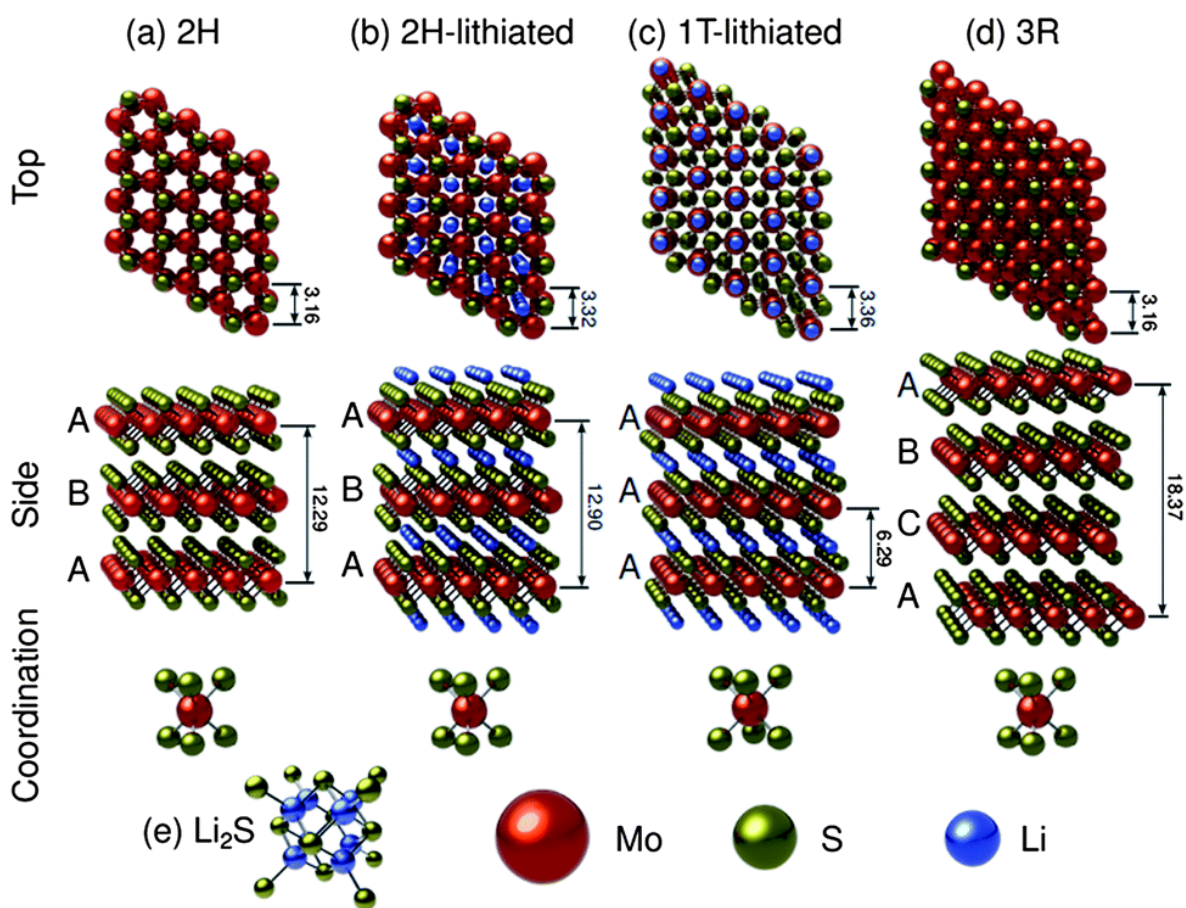 (a) 2H
(b) 2H-lithiated
(c) 1T-lithiated
(d) 3R
Top
3.16
3.32
3.36
3.16
Side
A
B
A
12.29
A
B
A
12.90
A
A
A
6.29
A
B
C
A
18.37
Coordination
(e) Li₂S
Mo
S
Li